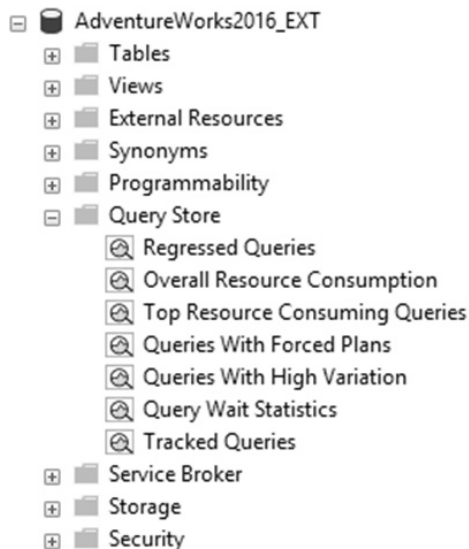 AdventureWorks2016_EXT
Tables
Views
External Resources
Synonyms
Programmability
Query Store
Regressed Queries
Overall Resource Consumption
Top Resource Consuming Queries
Queries With Forced Plans
Queries With High Variation
Query Wait Statistics
Tracked Queries
Service Broker
Storage
Security